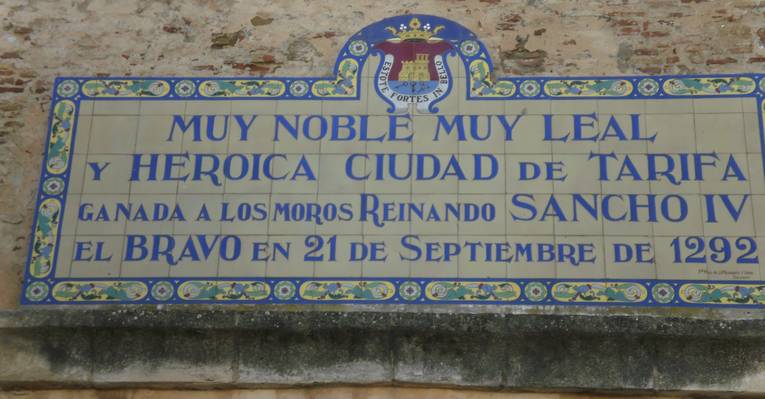 ESTOTE FORTES IN BELLO
MUY NOBLE MUY LEAL
Y HEROICA CIUDAD DE TARIFA
GANADA A LOS MOROS REINANDO SANCHO IV
EL BRAVO EN 21 DE SEPTIEMBRE DE 1292